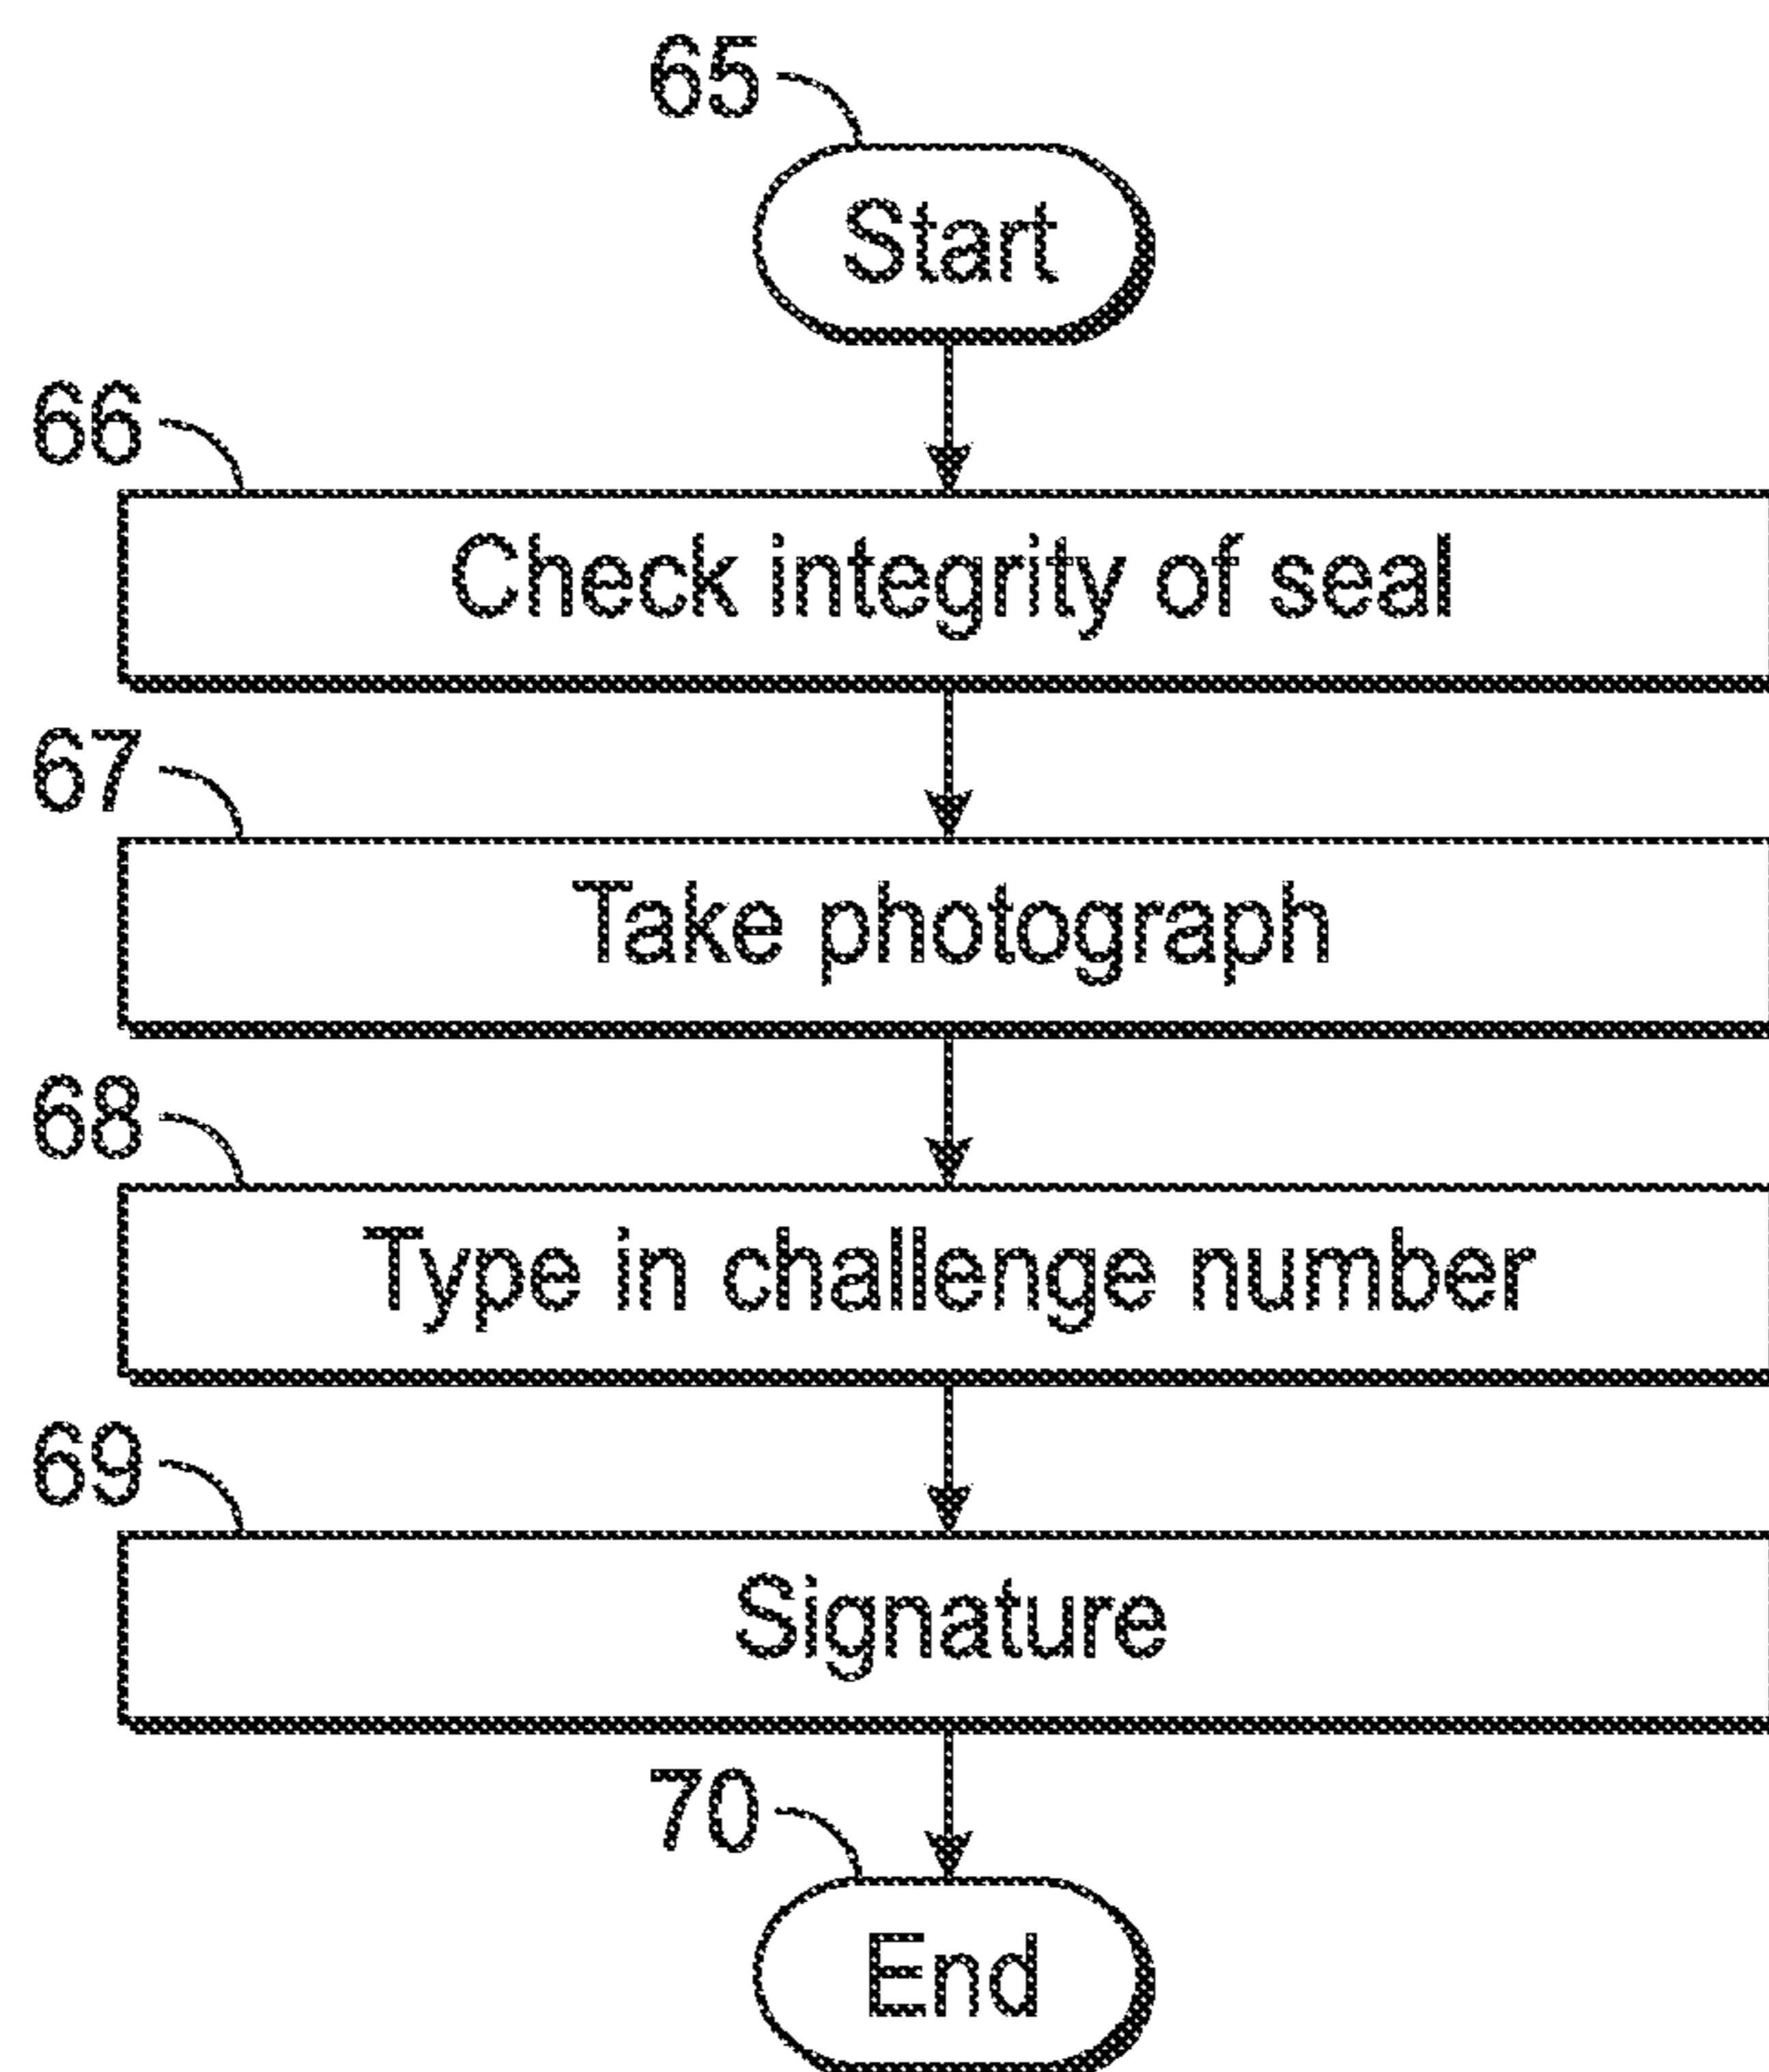 65
Start
66
Check integrity of seal
67
Take photograph
68
Type in challenge number
69
Signature
70
End